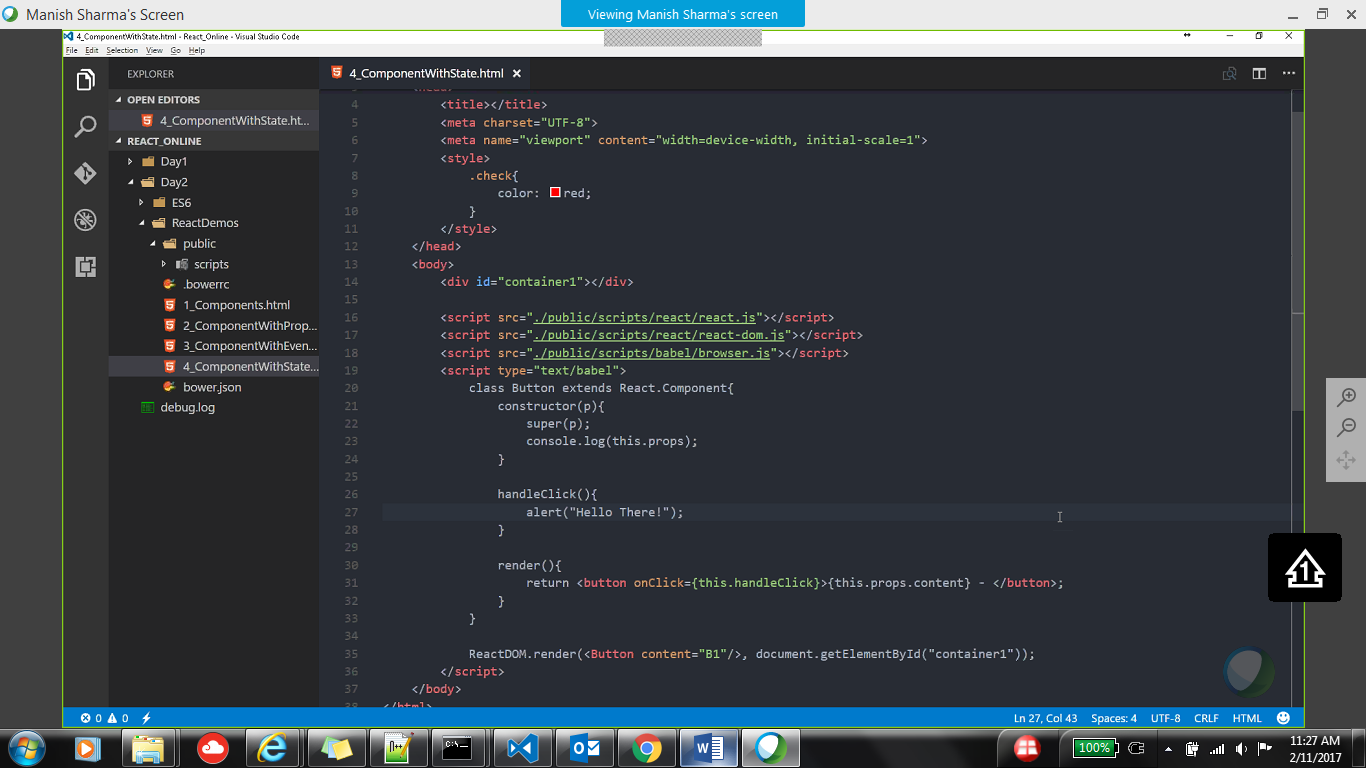 Manish Sharma's Screen
Viewing Manish Sharma's screen
4_ComponentWithState.html - React_Online - Visual Studio Code
File Edit Selection View Go Help
EXPLORER
OPEN EDITORS
4_ComponentWithState.ht...
REACT_ONLINE
Day1
Day2
ES6
ReactDemos
public
scripts
.bowerrc
1_Components.html
2_ComponentWithProp...
3_ComponentWithEven...
4_ComponentWithState...
bower.json
debug.log
4_ComponentWithState.html
3 <head>
4 <title></title>
5 <meta charset="UTF-8">
6 <meta name="viewport" content="width=device-width, initial-scale=1">
7 <style>
8 .check{
9 color: red;
10 }
11 </style>
12 </head>
13 <body>
14 <div id="container1"></div>
15
16 <script src="./public/scripts/react/react.js"></script>
17 <script src="./public/scripts/react/react-dom.js"></script>
18 <script src="./public/scripts/babel/browser.js"></script>
19 <script type="text/babel">
20 class Button extends React.Component{
21 constructor(p){
22 super(p);
23 console.log(this.props);
24 }
25
26 handleClick(){
27 alert("Hello There!");
28 }
29
30 render(){
31 return <button onClick={this.handleClick}>{this.props.content} - </button>;
32 }
33 }
34
35 ReactDOM.render(<Button content="B1"/>, document.getElementById("container1"));
36 </script>
37 </body>
38 </html>
1
0 0
Ln 27, Col 43 Spaces: 4 UTF-8 CRLF HTML
C:\
100%
11:27 AM
2/11/2017